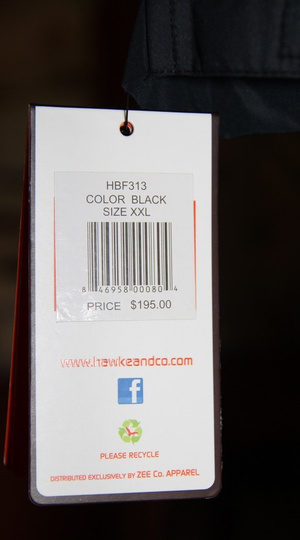 HBF313
COLOR BLACK
SIZE XXL
8 46958 00080 4
PRICE $195.00
www.hawkeandco.com
f
PLEASE RECYCLE
DISTRIBUTED EXCLUSIVELY BY ZEE Co. APPAREL